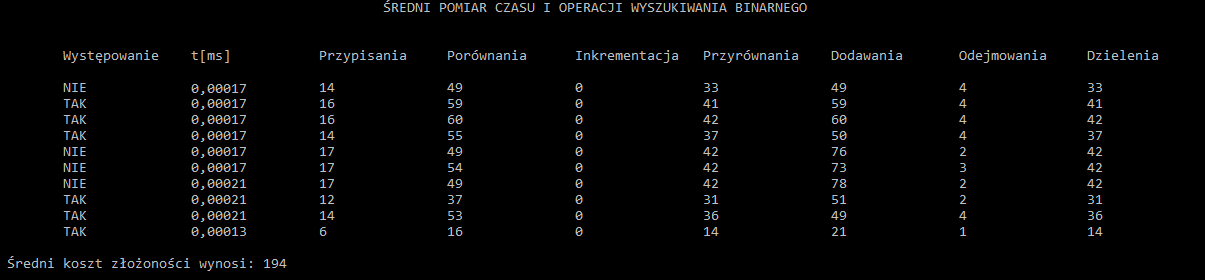 ŚREDNI POMIAR CZASU I OPERACJI WYSZUKIWANIA BINARNEGO
Występowanie t[ms] Przypisania Porównania Inkrementacja Przyrównania Dodawania Odejmowania Dzielenia
NIE 0,00017 14 49 0 33 49 4 33
TAK 0,00017 16 59 0 41 59 4 41
TAK 0,00017 16 60 0 42 60 4 42
TAK 0,00017 14 55 0 37 50 4 37
NIE 0,00017 17 49 0 42 76 2 42
NIE 0,00017 17 54 0 42 73 3 42
NIE 0,00021 17 49 0 42 78 2 42
TAK 0,00021 12 37 0 31 51 2 31
TAK 0,00021 14 53 0 36 49 4 36
TAK 0,00013 6 16 0 14 21 1 14
Średni koszt złożoności wynosi: 194